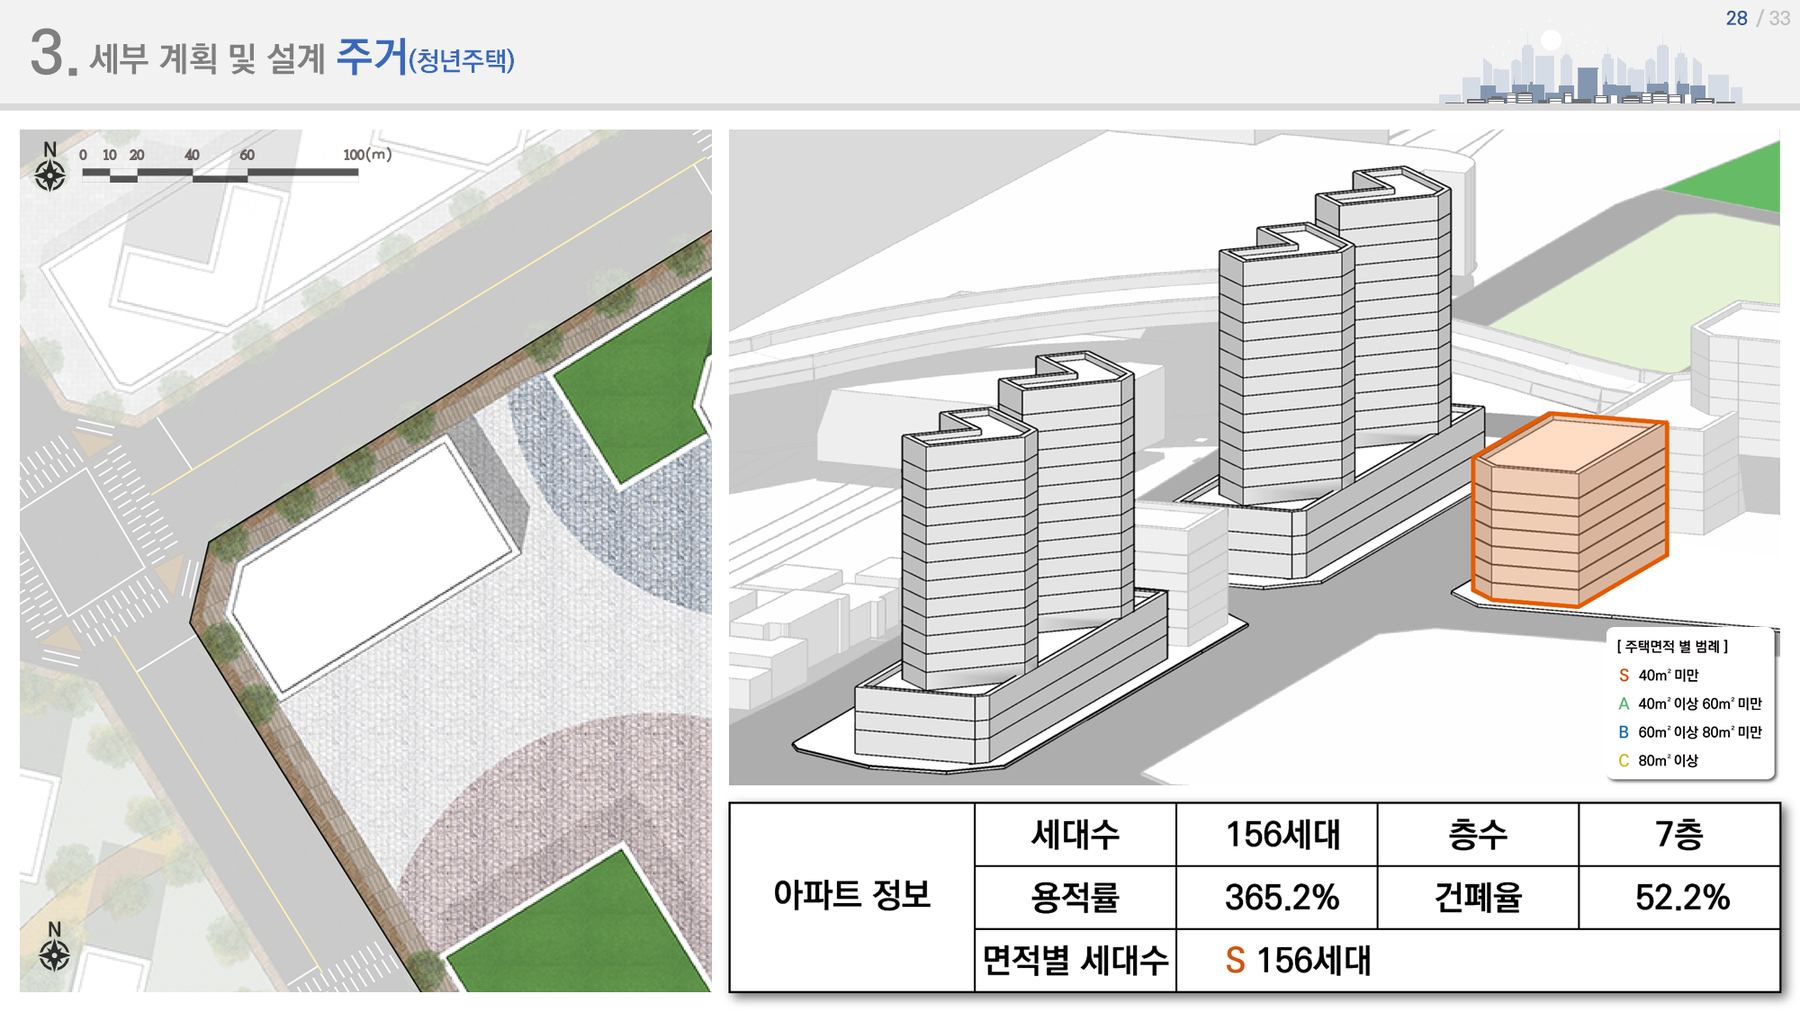 28 / 33
3. 세부 계획 및 설계 주거(청년주택)
N
0 10 20 40 60 100(m)
N
[ 주택면적 별 범례 ]
S 40m² 미만
A 40m² 이상 60m² 미만
B 60m² 이상 80m² 미만
C 80m² 이상
아파트 정보
세대수 156세대 층수 7층
용적률 365.2% 건폐율 52.2%
면적별 세대수 S 156세대